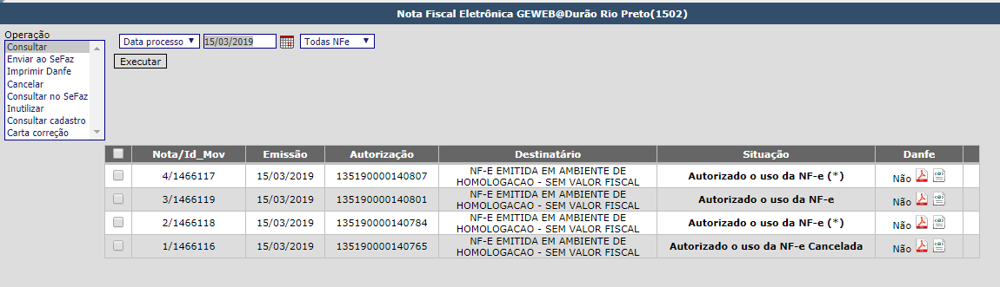 Nota Fiscal Eletrônica GEWEB@Durão Rio Preto(1502)
Operação
Consultar
Enviar ao SeFaz
Imprimir Danfe
Cancelar
Consultar no SeFaz
Inutilizar
Consultar cadastro
Carta correção
Data processo 15/03/2019 Todas NFe
Executar
Nota/Id_Mov Emissão Autorização Destinatário Situação Danfe
4/1466117 15/03/2019 135190000140807 NF-E EMITIDA EM AMBIENTE DE
HOMOLOGACAO - SEM VALOR FISCAL Autorizado o uso da NF-e (*) Não
3/1466119 15/03/2019 135190000140801 NF-E EMITIDA EM AMBIENTE DE
HOMOLOGACAO - SEM VALOR FISCAL Autorizado o uso da NF-e Não
2/1466118 15/03/2019 135190000140784 NF-E EMITIDA EM AMBIENTE DE
HOMOLOGACAO - SEM VALOR FISCAL Autorizado o uso da NF-e (*) Não
1/1466116 15/03/2019 135190000140765 NF-E EMITIDA EM AMBIENTE DE
HOMOLOGACAO - SEM VALOR FISCAL Autorizado o uso da NF-e Cancelada Não